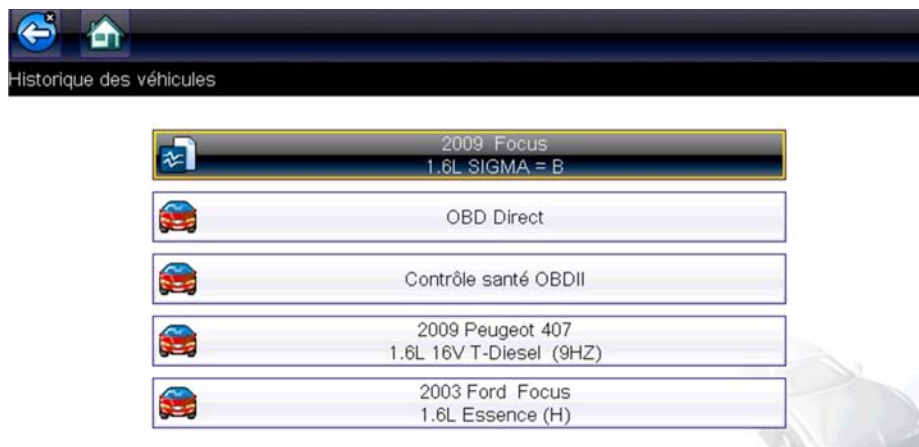 Historique des véhicules
2009 Focus
1.6L SIGMA = B
OBD Direct
Contrôle santé OBDII
2009 Peugeot 407
1.6L 16V T-Diesel (9HZ)
2003 Ford Focus
1.6L Essence (H)